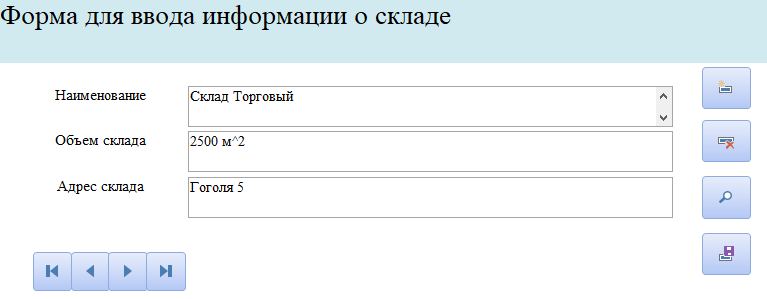 Форма для ввода информации о складе
Наименование
Склад Торговый
Объем склада
2500 м^2
Адрес склада
Гоголя 5